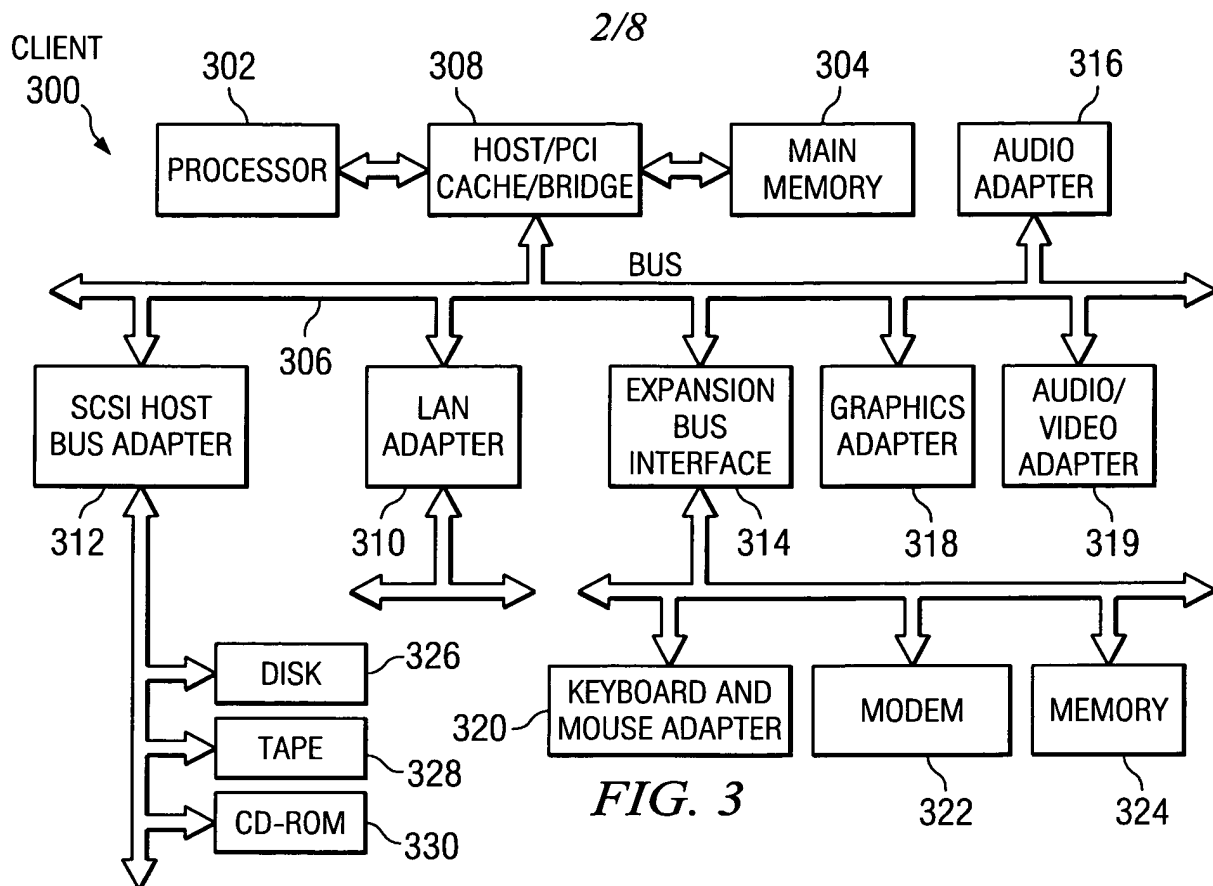 2/8
CLIENT
300
302
308
304
316
PROCESSOR
HOST/PCI
CACHE/BRIDGE
MAIN
MEMORY
AUDIO
ADAPTER
BUS
306
SCSI HOST
BUS ADAPTER
LAN
ADAPTER
EXPANSION
BUS
INTERFACE
GRAPHICS
ADAPTER
AUDIO/
VIDEO
ADAPTER
312
310
314
318
319
DISK
326
TAPE
328
CD-ROM
330
320
KEYBOARD AND
MOUSE ADAPTER
MODEM
MEMORY
322
324
FIG. 3